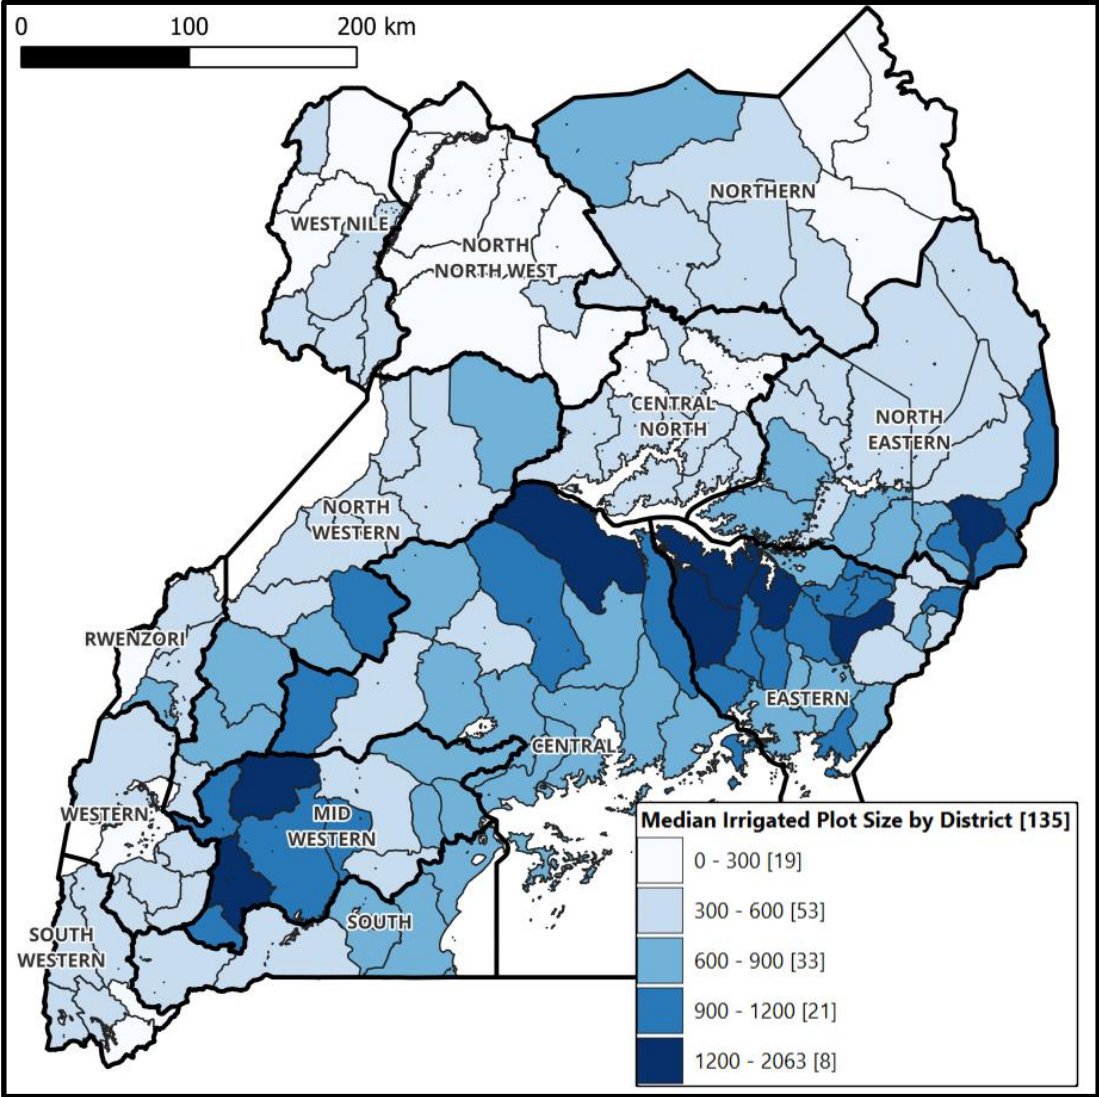 0 100 200 km
NORTHERN
WEST NILE
NORTH
NORTH WEST
CENTRAL
NORTH
NORTH
EASTERN
NORTH
WESTERN
RWENZORI
EASTERN
CENTRAL
WESTERN
MID
WESTERN
SOUTH
SOUTH
WESTERN
Median Irrigated Plot Size by District [135]
0 - 300 [19]
300 - 600 [53]
600 - 900 [33]
900 - 1200 [21]
1200 - 2063 [8]